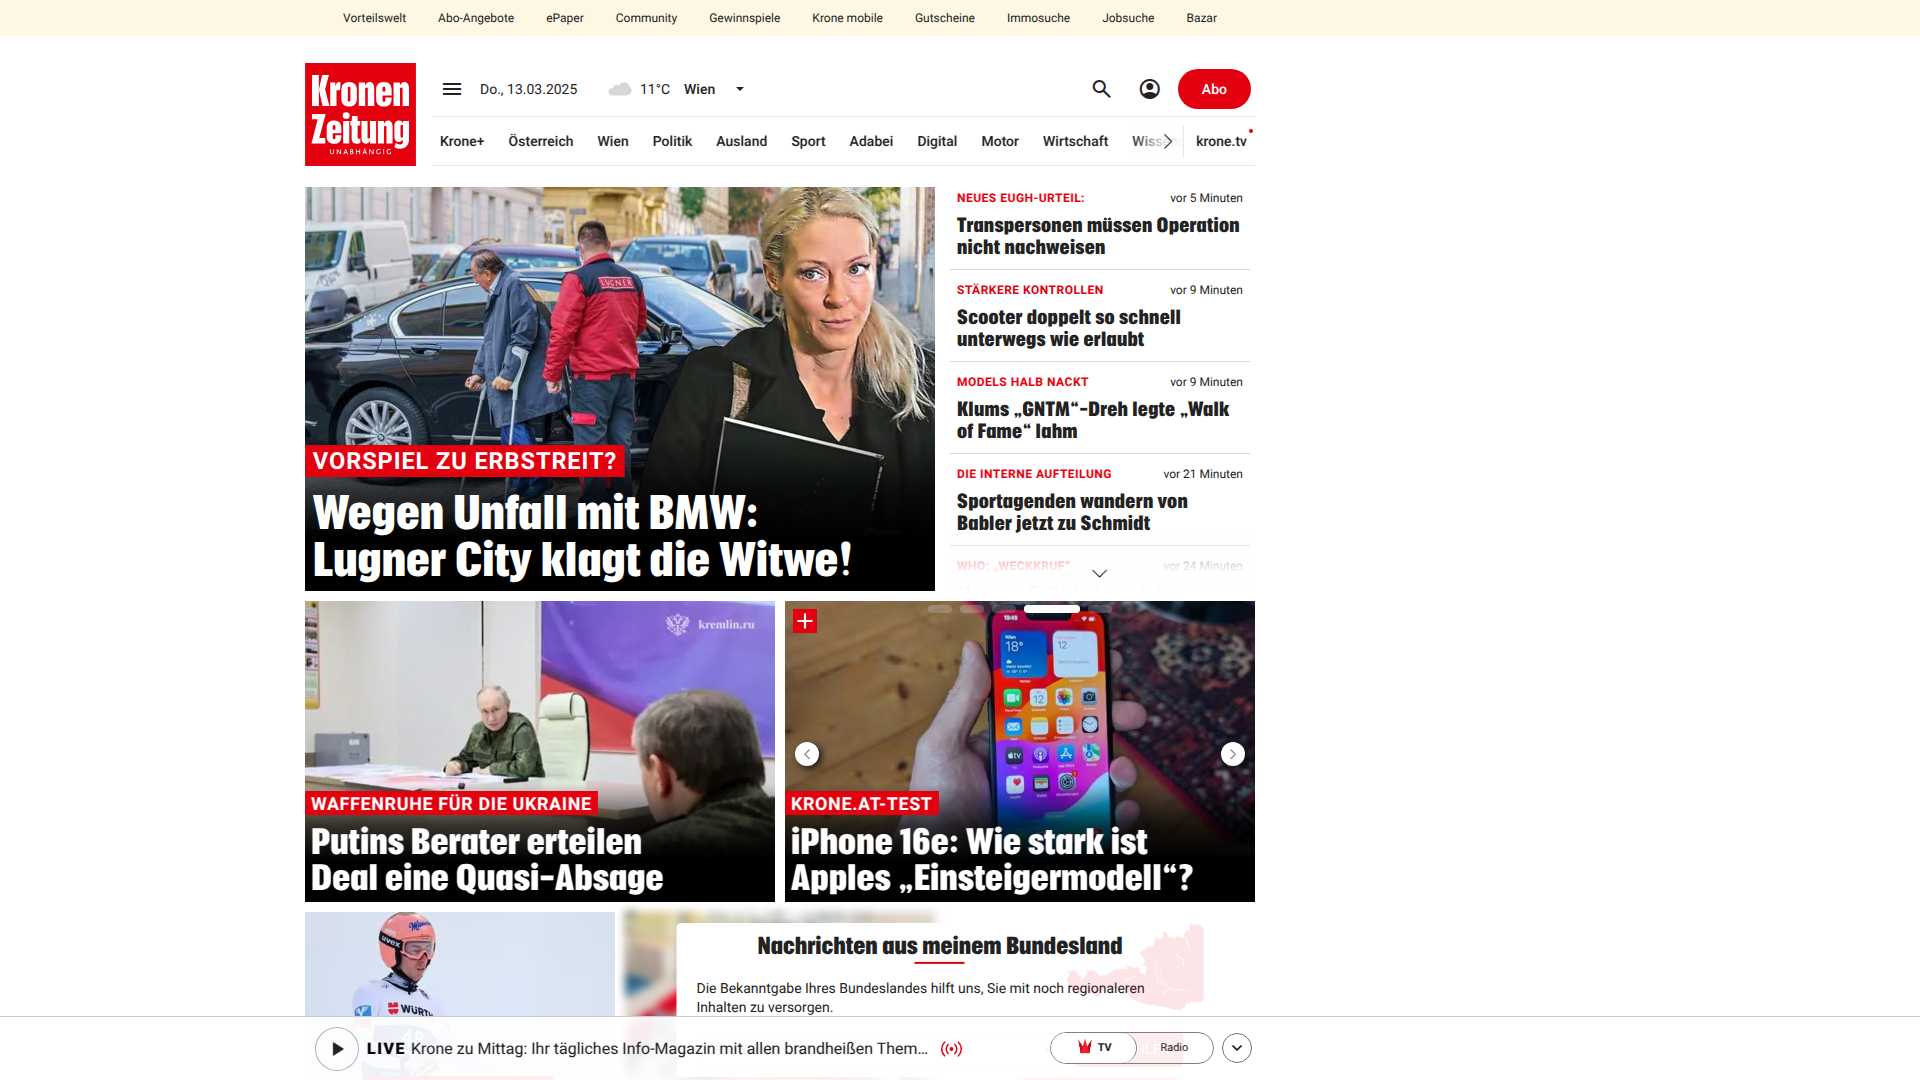 Vorteilswelt Abo-Angebote ePaper Community Gewinnspiele Krone mobile Gutscheine Immosuche Jobsuche Bazar
Kronen
Zeitung
UNABHÄNGIG
Do., 13.03.2025 11°C Wien
Abo
Krone+ Österreich Wien Politik Ausland Sport Adabei Digital Motor Wirtschaft krone.tv
LUGNER
VORSPIEL ZU ERBSTREIT?
Wegen Unfall mit BMW:
Lugner City klagt die Witwe!
NEUES EUGH-URTEIL: vor 5 Minuten
Transpersonen müssen Operation
nicht nachweisen
STÄRKERE KONTROLLEN vor 9 Minuten
Scooter doppelt so schnell
unterwegs wie erlaubt
MODELS HALB NACKT vor 9 Minuten
Klums „GNTM“-Dreh legte „Walk
of Fame“ lahm
DIE INTERNE AUFTEILUNG vor 21 Minuten
Sportagenden wandern von
Babler jetzt zu Schmidt
WHO: „WECKRUF“ vor 24 Minuten
kremlin.ru
WAFFENRUHE FÜR DIE UKRAINE
Putins Berater erteilen
Deal eine Quasi-Absage
18°
12
12
tv
KRONE.AT-TEST
iPhone 16e: Wie stark ist
Apples „Einsteigermodell“?
uvex
WÜRTH
Nachrichten aus meinem Bundesland
Die Bekanntgabe Ihres Bundeslandes hilft uns, Sie mit noch regionaleren
Inhalten zu versorgen.
LIVE Krone zu Mittag: Ihr tägliches Info-Magazin mit allen brandheißen Them...
TV Radio